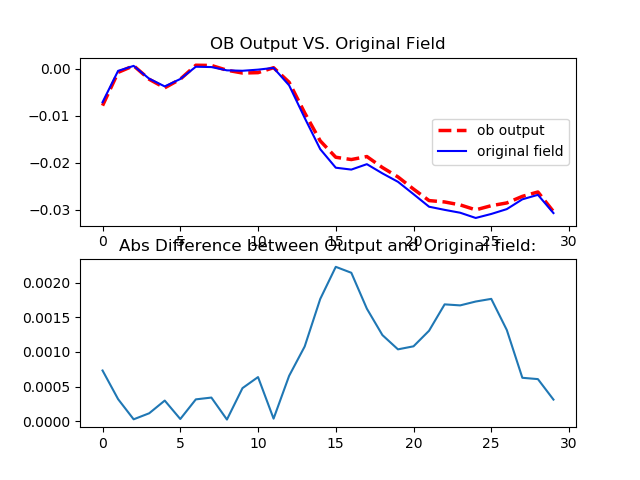 OB Output VS. Original Field
0.00
−0.01
−0.02
−0.03
ob output
original field
0 5 10 15 20 25 30
Abs Difference between Output and Original field:
0.0020
0.0015
0.0010
0.0005
0.0000
0 5 10 15 20 25 30